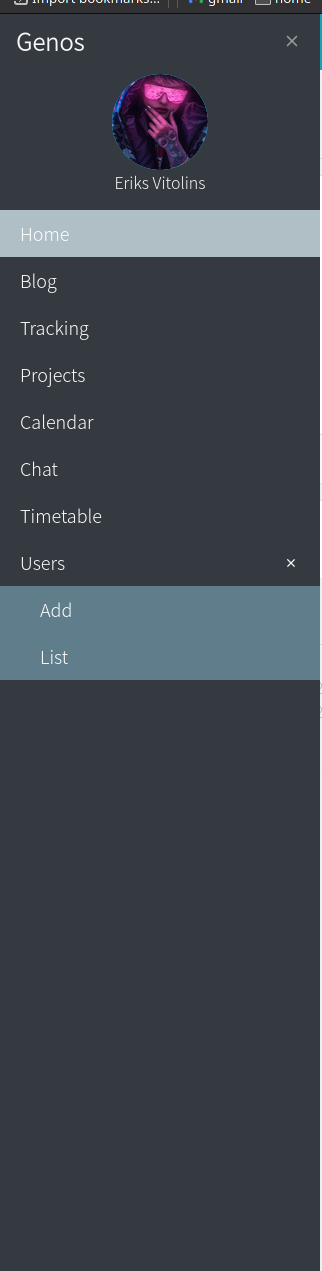 Import bookmarks...
gmail
home
Genos
×
Eriks Vitolins
Home
Blog
Tracking
Projects
Calendar
Chat
Timetable
Users ×
Add
List